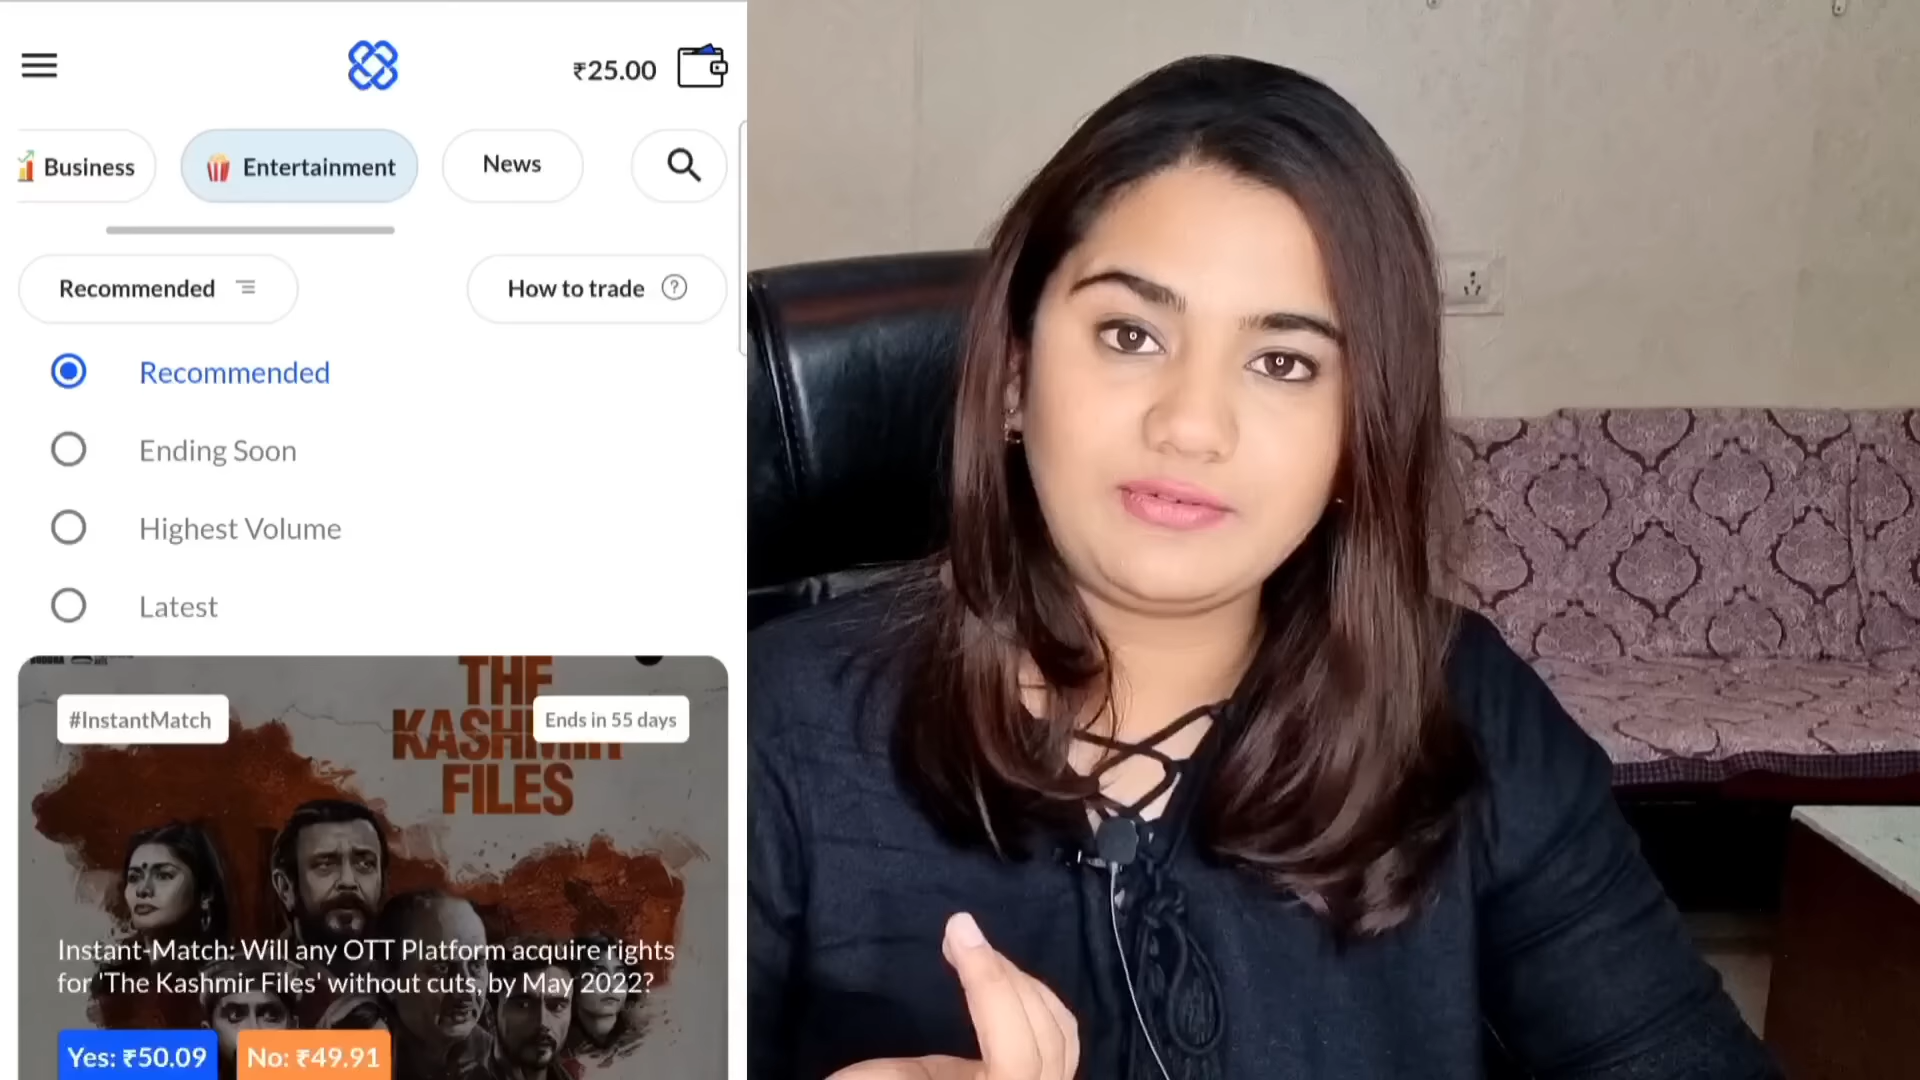 ₹25.00
Business
Entertainment
News
Recommended
How to trade ?
Recommended
Ending Soon
Highest Volume
Latest
#InstantMatch
Ends in 55 days
THE
KASHMIR
FILES
Instant-Match: Will any OTT Platform acquire rights
for 'The Kashmir Files' without cuts, by May 2022?
Yes: ₹50.09
No: ₹49.91